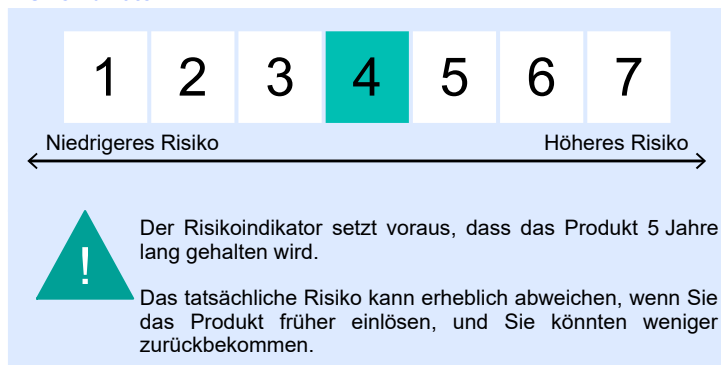 1 2 3 4 5 6 7
Niedrigeres Risiko Höheres Risiko
!
Der Risikoindikator setzt voraus, dass das Produkt 5 Jahre
lang gehalten wird.
Das tatsächliche Risiko kann erheblich abweichen, wenn Sie
das Produkt früher einlösen, und Sie könnten weniger
zurückbekommen.